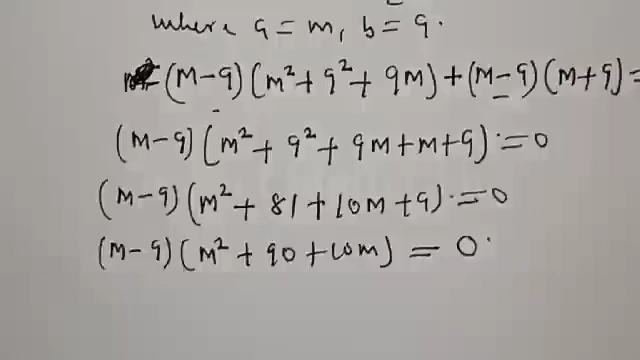 where a = m, b = 9.
(M-9)(m²+9²+9M)+(M-9)(M+9)=
(M-9)(m²+9²+9M+M+9)=0
(M-9)(m²+81+10M+9)=0
(M-9)(m²+90+10M)=0